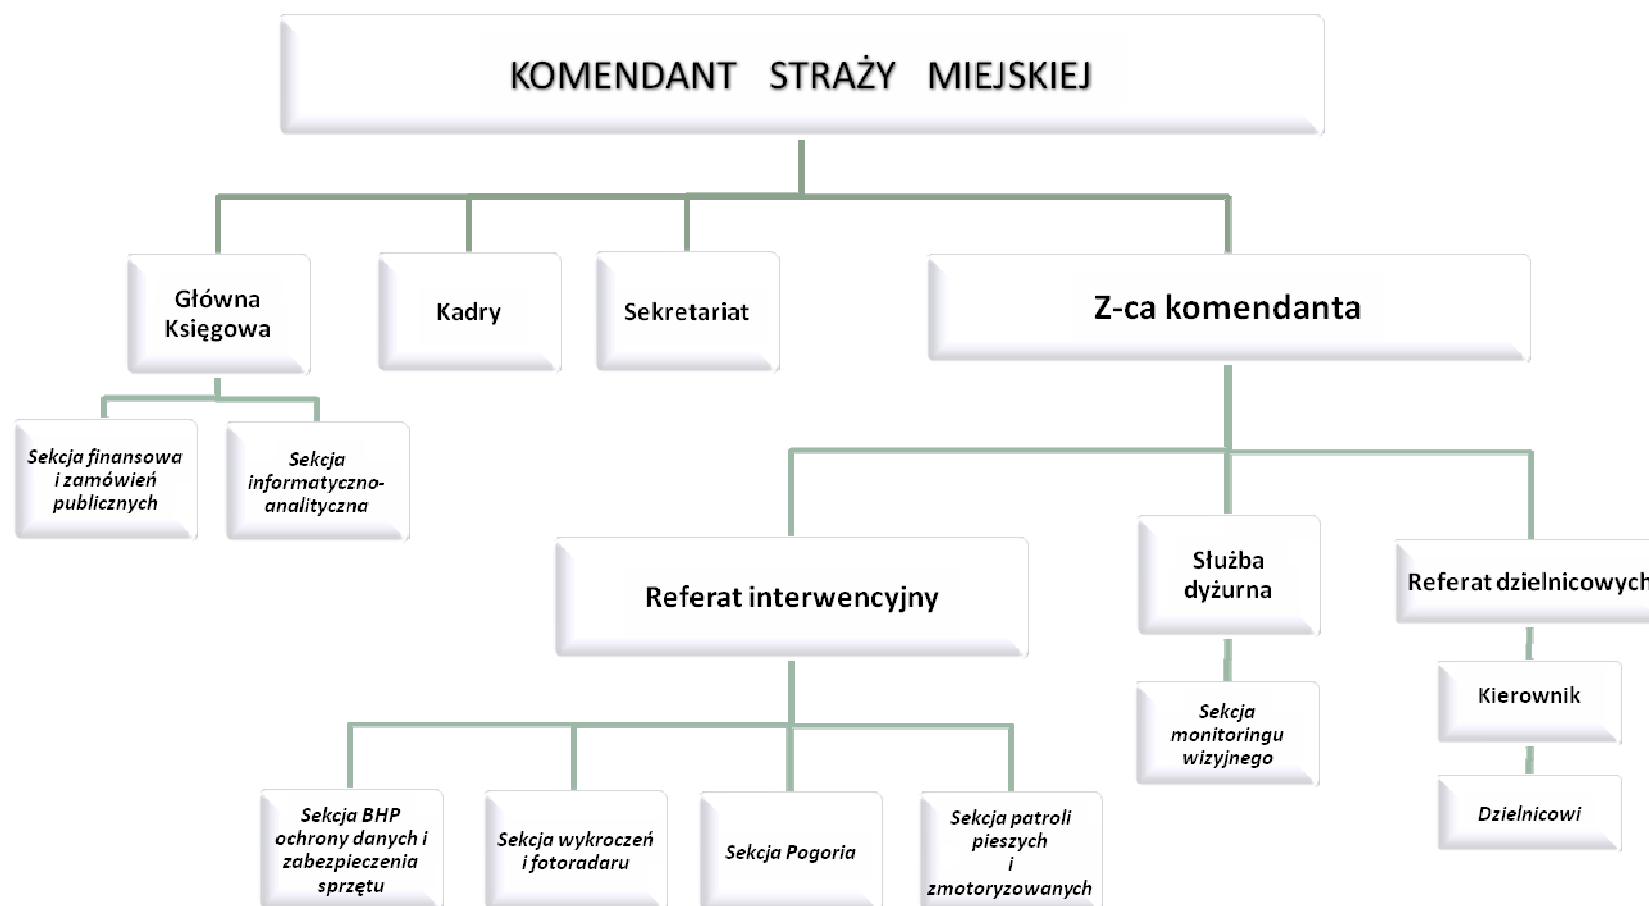 KOMENDANT STRAŻY MIEJSKIEJ
Główna
Księgowa
Kadry
Sekretariat
Z-ca komendanta
Sekcja finansowa
i zamówień
publicznych
Sekcja
informatyczno-
analityczna
Referat interwencyjny
Służba
dyżurna
Referat dzielnicowych
Sekcja
monitoringu
wizyjnego
Kierownik
Dzielnicowi
Sekcja BHP
ochrony danych i
zabezpieczenia
sprzętu
Sekcja wykroczeń
i fotoradaru
Sekcja Pogoria
Sekcja patroli
pieszych
i
zmotoryzowanych